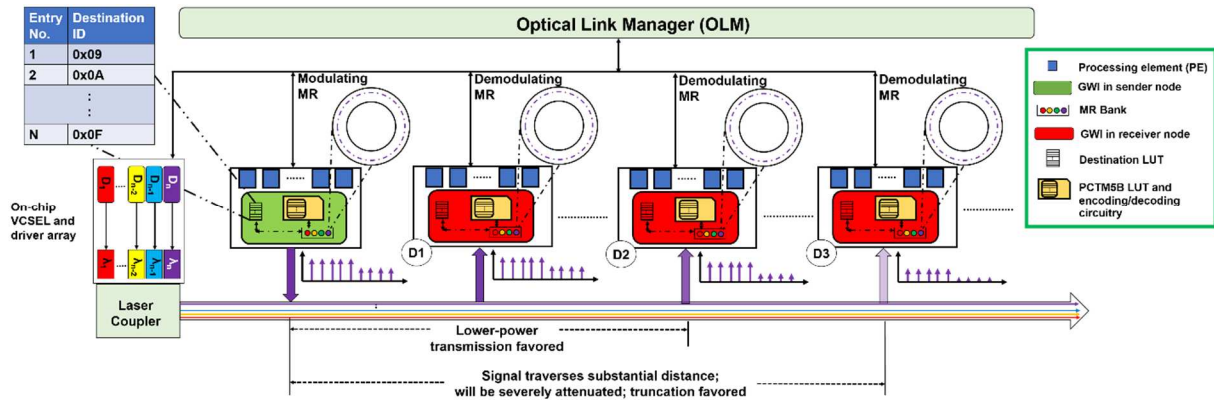 Optical Link Manager (OLM)
Entry No. Destination ID
1 0x09
2 0x0A
⋮
N 0x0F
Modulating
MR
Demodulating
MR
Demodulating
MR
Demodulating
MR
Processing element (PE)
GWI in sender node
MR Bank
GWI in receiver node
Destination LUT
PCTM5B LUT and
encoding/decoding
circuitry
On-chip
VCSEL and
driver array
D1 ...... Dn-2 Dn-1 Dn
λ1 ...... λn-2 λn-1 λn
D1
D2
D3
Laser
Coupler
Lower-power
transmission favored
Signal traverses substantial distance;
will be severely attenuated; truncation favored